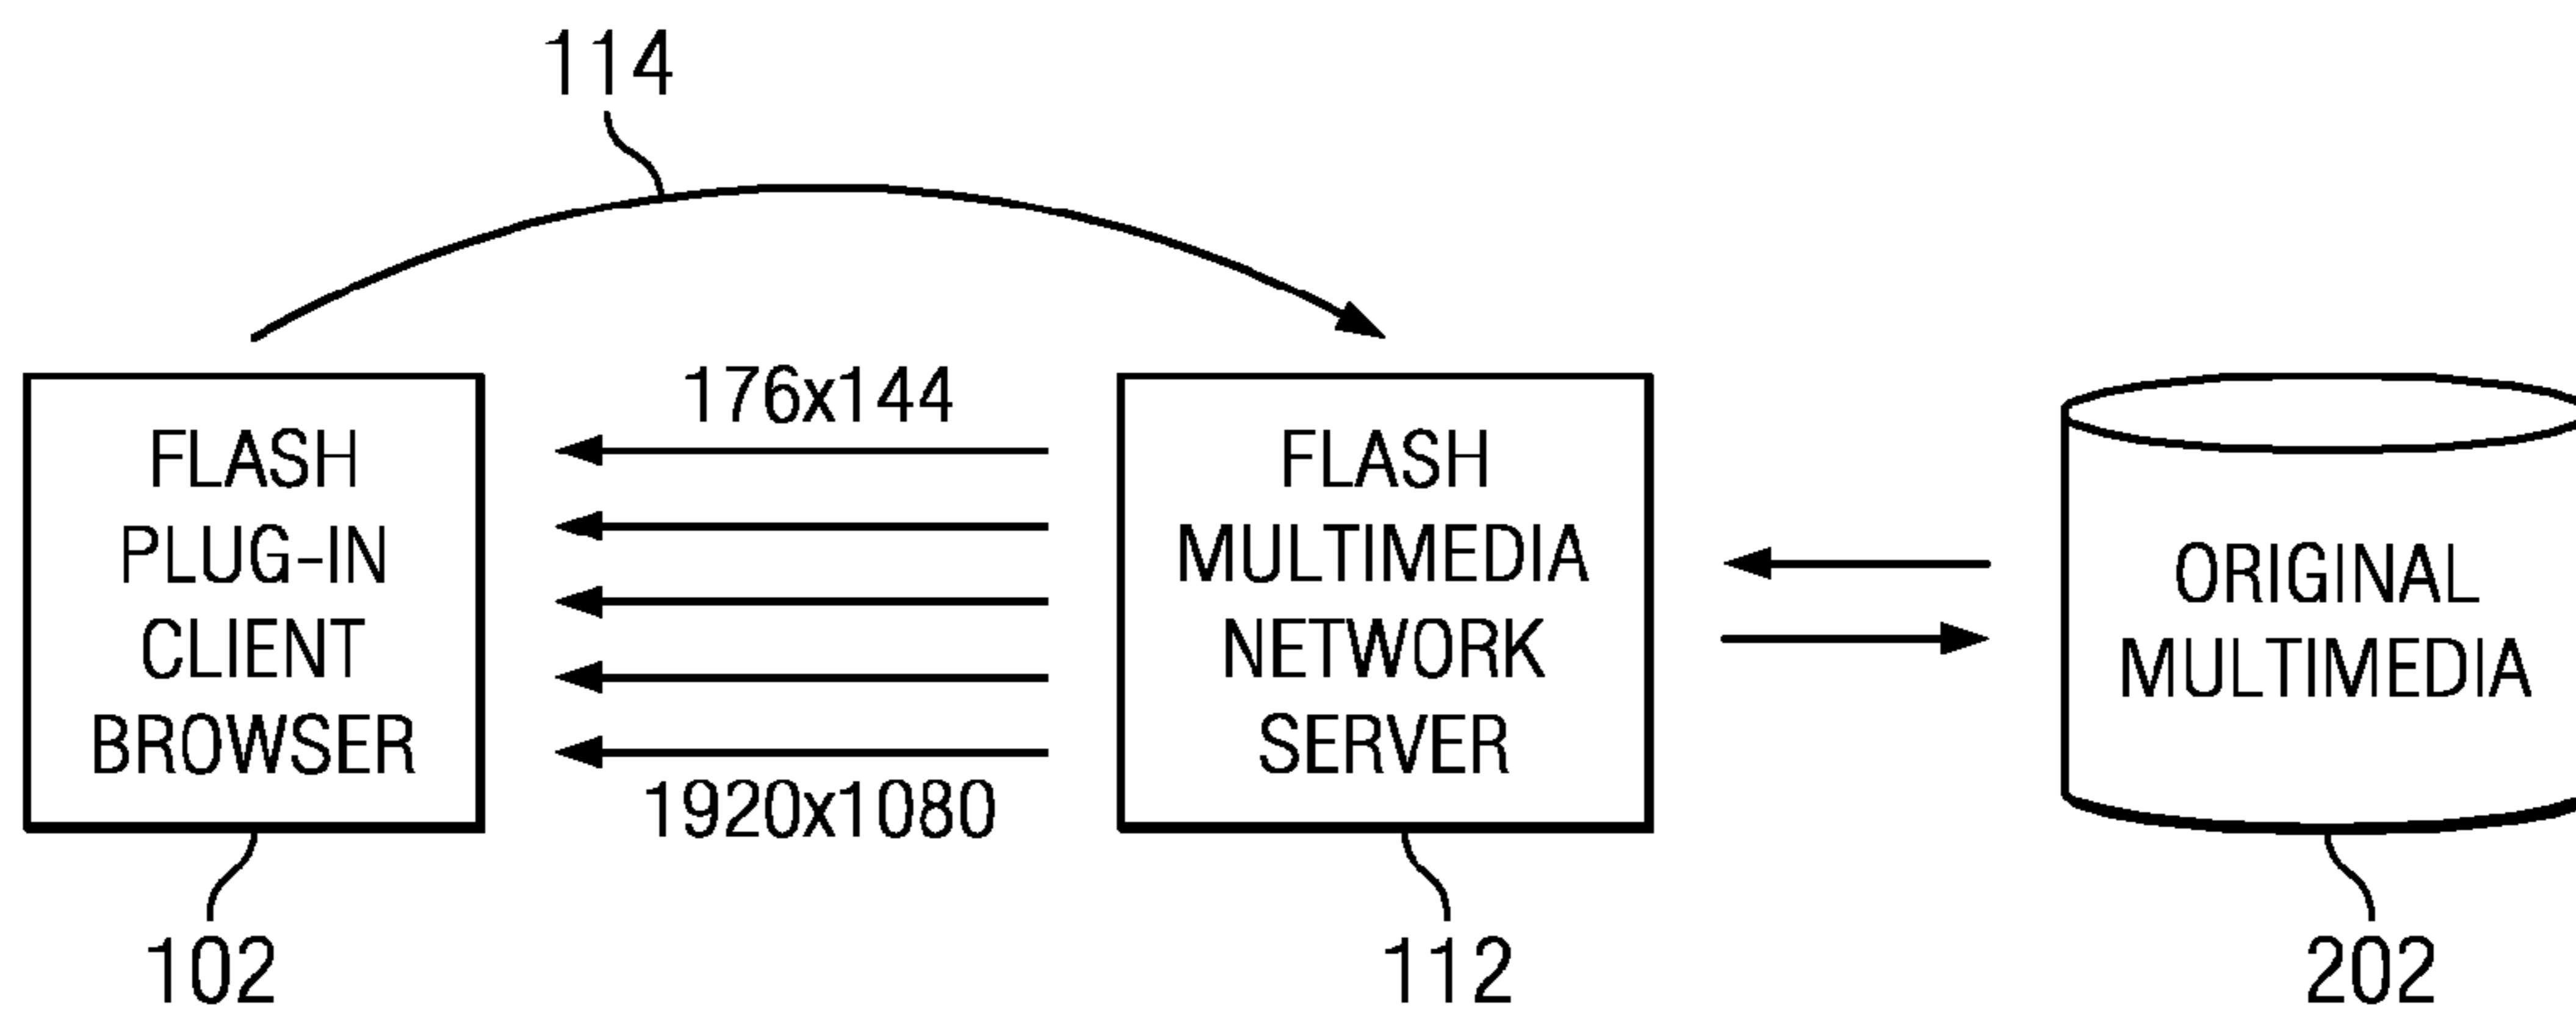 114
176x144
FLASH
PLUG-IN
CLIENT
BROWSER
1920x1080
FLASH
MULTIMEDIA
NETWORK
SERVER
ORIGINAL
MULTIMEDIA
102
112
202